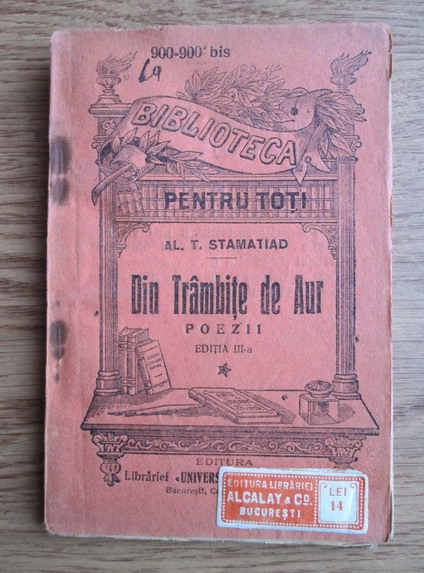 900-900 bis
BIBLIOTECA
PENTRU TOȚI
AL. T. STAMATIAD
Din Trâmbițe de Aur
POEZII
EDIȚIA III-a
EDITURA
Librăriei «UNIVERS
București, C
EDITURA LIBRĂRIEI
ALCALAY & Co.
BUCUREȘTI
LEI
14